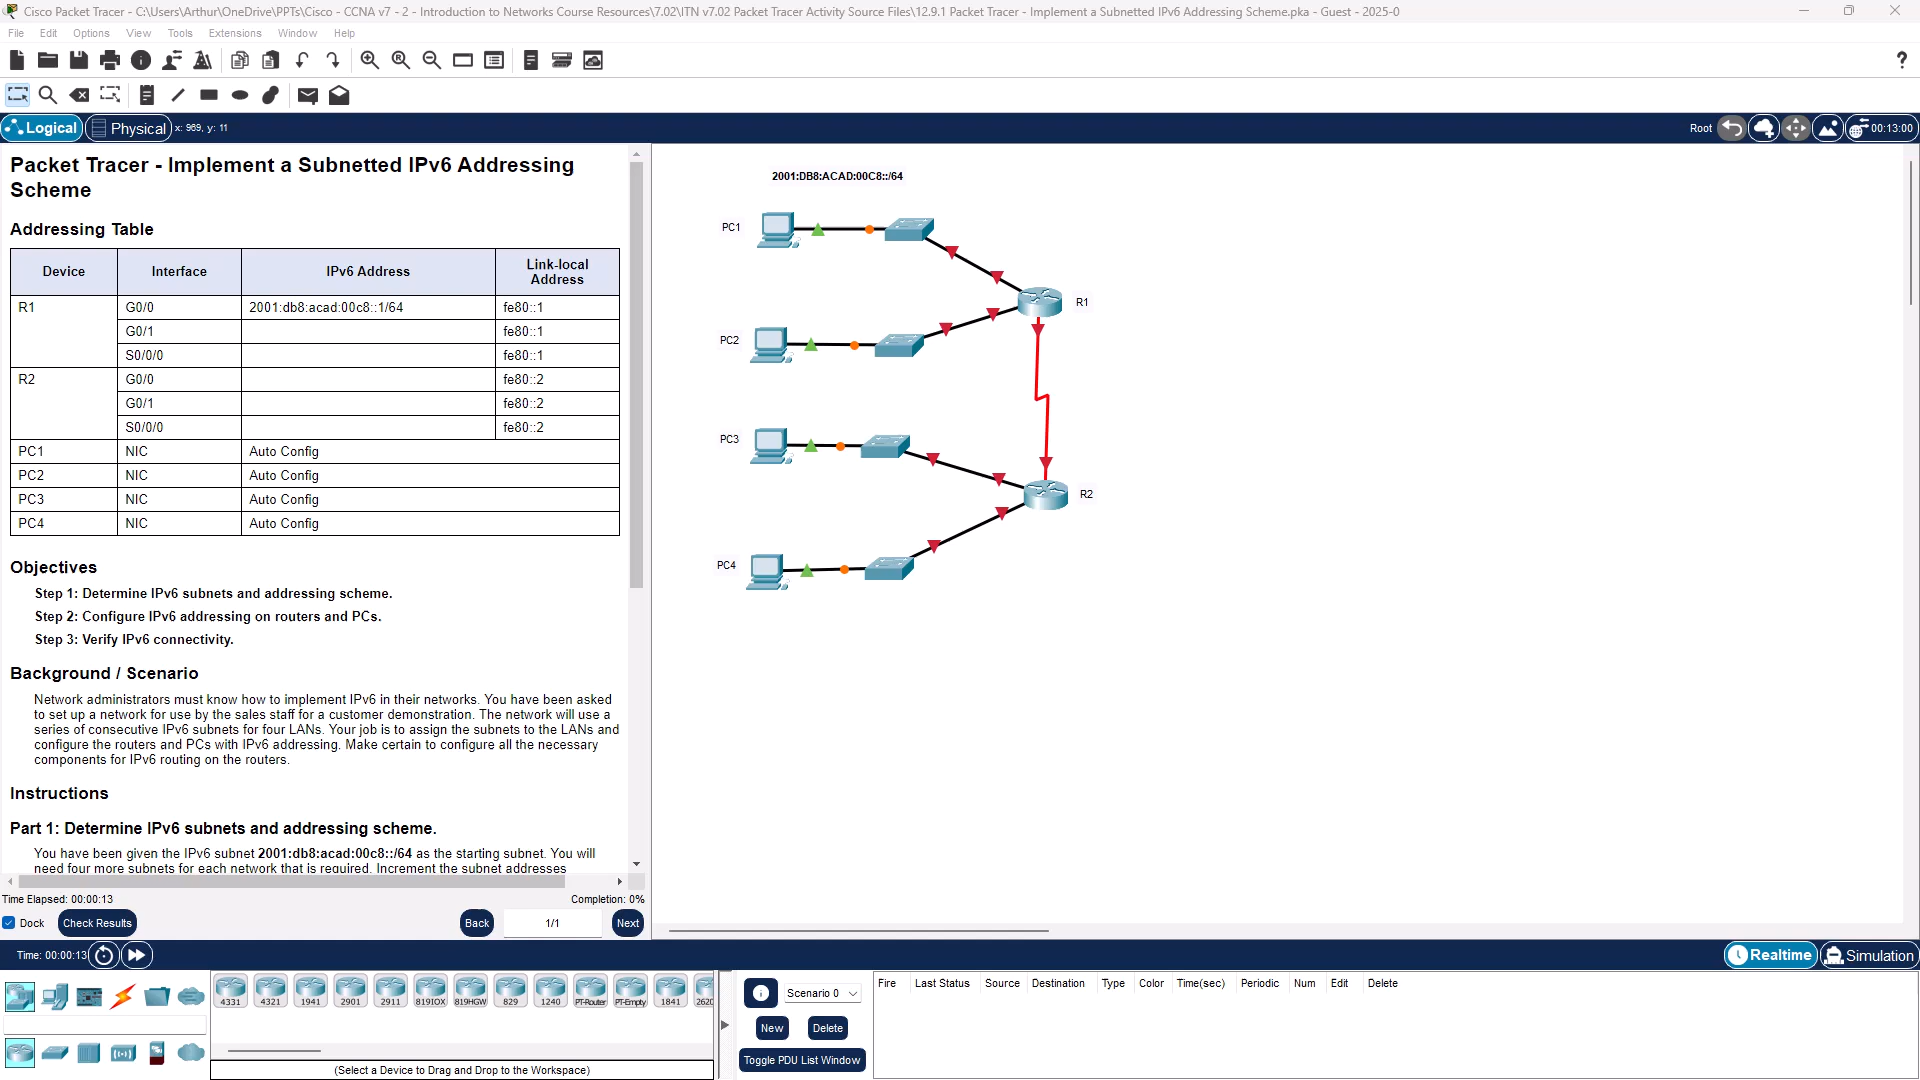 Cisco Packet Tracer - C:\Users\Arthur\OneDrive\PPTs\Cisco - CCNA v7 - 2 - Introduction to Networks Course Resources\7.02\ITN v7.02 Packet Tracer Activity Source Files\12.9.1 Packet Tracer - Implement a Subnetted IPv6 Addressing Scheme.pka - Guest - 2025-0
File Edit Options View Tools Extensions Window Help
Logical Physical x: 969, y: 11 Root 00:13:00
Packet Tracer - Implement a Subnetted IPv6 Addressing
Scheme
Addressing Table
Device Interface IPv6 Address Link-local Address
R1 G0/0 2001:db8:acad:00c8::1/64 fe80::1
G0/1 fe80::1
S0/0/0 fe80::1
R2 G0/0 fe80::2
G0/1 fe80::2
S0/0/0 fe80::2
PC1 NIC Auto Config
PC2 NIC Auto Config
PC3 NIC Auto Config
PC4 NIC Auto Config
Objectives
Step 1: Determine IPv6 subnets and addressing scheme.
Step 2: Configure IPv6 addressing on routers and PCs.
Step 3: Verify IPv6 connectivity.
Background / Scenario
Network administrators must know how to implement IPv6 in their networks. You have been asked
to set up a network for use by the sales staff for a customer demonstration. The network will use a
series of consecutive IPv6 subnets for four LANs. Your job is to assign the subnets to the LANs and
configure the routers and PCs with IPv6 addressing. Make certain to configure all the necessary
components for IPv6 routing on the routers.
Instructions
Part 1: Determine IPv6 subnets and addressing scheme.
You have been given the IPv6 subnet 2001:db8:acad:00c8::/64 as the starting subnet. You will
need four more subnets for each network that is required. Increment the subnet addresses
Time Elapsed: 00:00:13 Completion: 0%
Dock Check Results Back 1/1 Next
2001:DB8:ACAD:00C8::/64
PC1
R1
PC2
PC3
R2
PC4
Time: 00:00:13 Realtime Simulation
4331 4321 1941 2901 2911 819IOX 819HGW 829 1240 PT-Router PT-Empty 1841 2620
(Select a Device to Drag and Drop to the Workspace)
Scenario 0
New Delete
Toggle PDU List Window
Fire Last Status Source Destination Type Color Time(sec) Periodic Num Edit Delete